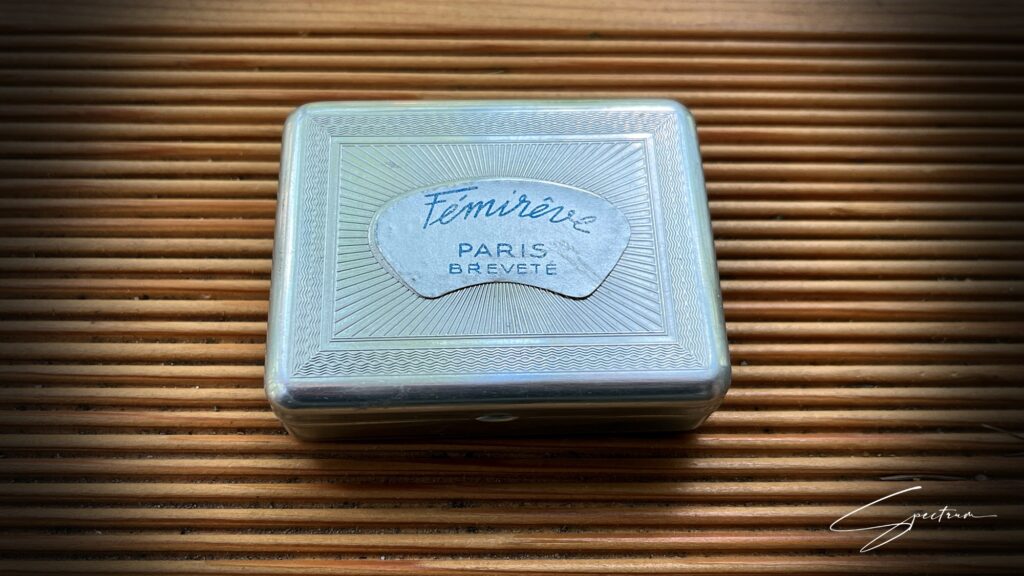 Fémirêve
PARIS
BREVETÉ
Spectrum